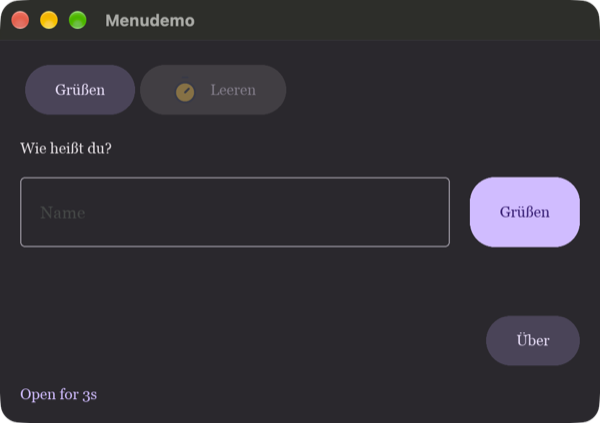 Menudemo
Grüßen
Leeren
Wie heißt du?
Name
Grüßen
Über
Open for 3s